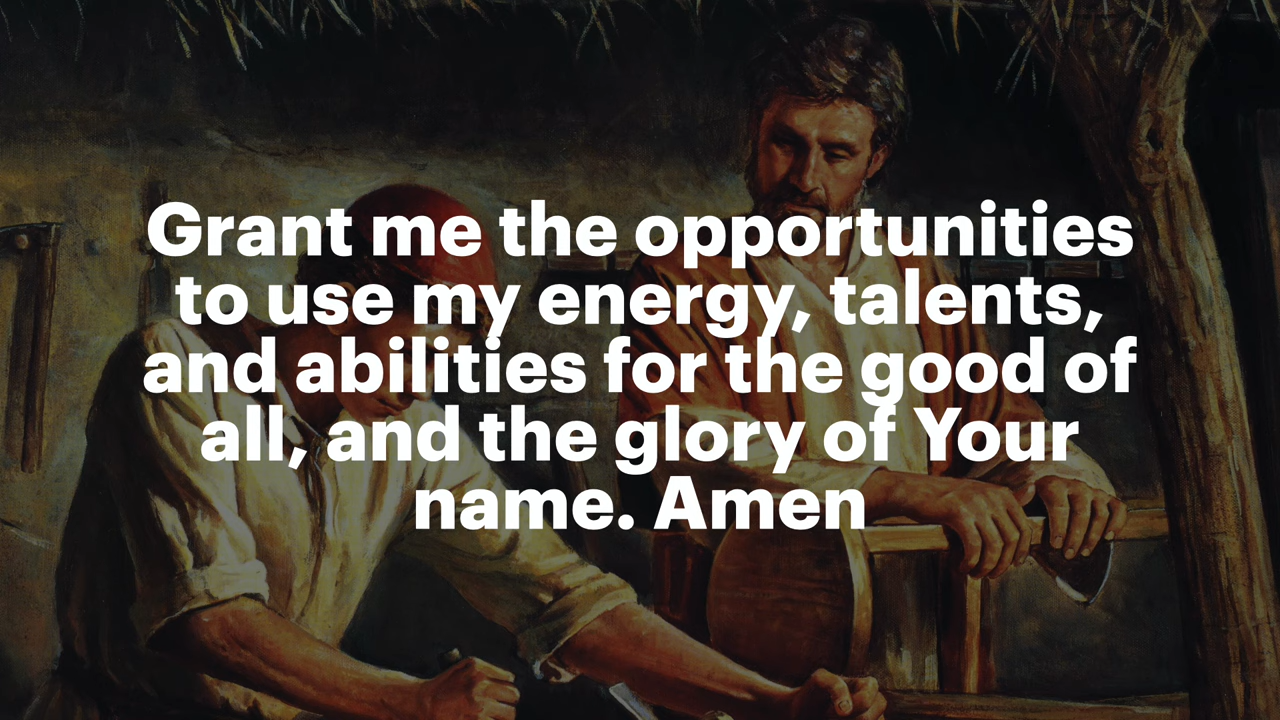 Grant me the opportunities
to use my energy, talents,
and abilities for the good of
all, and the glory of Your
name. Amen